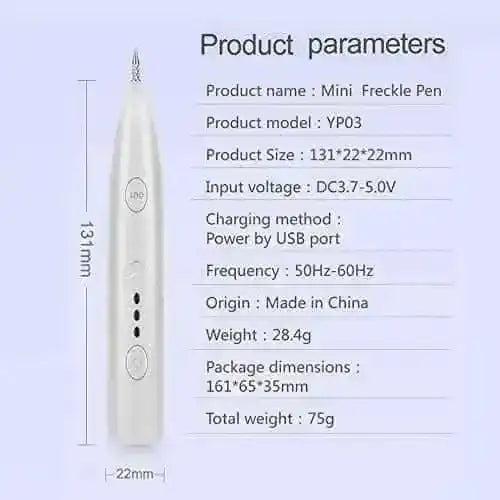 Product parameters
Product name : Mini Freckle Pen
Product model : YP03
Product Size : 131*22*22mm
Input voltage : DC3.7-5.0V
Charging method :
Power by USB port
Frequency : 50Hz-60Hz
Origin : Made in China
Weight : 28.4g
Package dimensions :
161*65*35mm
Total weight : 75g
131mm
22mm